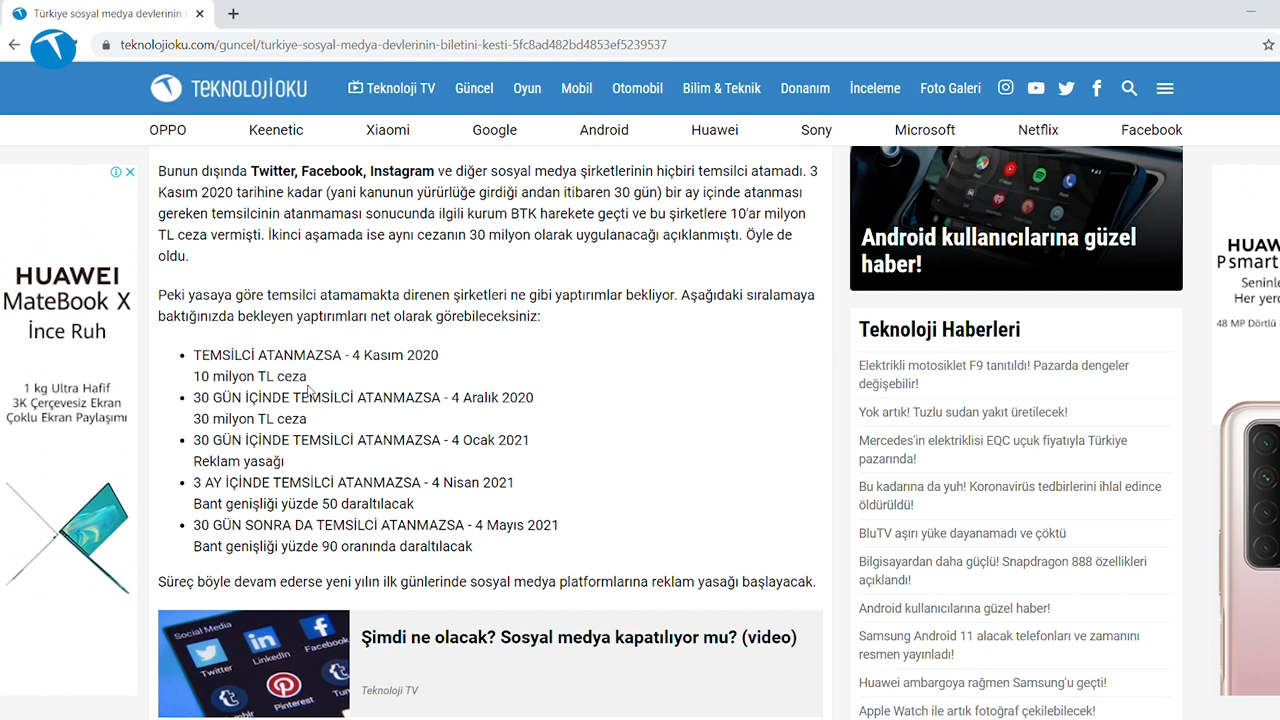 Türkiye sosyal medya devlerinin
teknolojioku.com/guncel/turkiye-sosyal-medya-devlerinin-biletini-kesti-5fc8ad482bd4853ef5239537
TEKNOLOJİOKU
Teknoloji TV
Güncel
Oyun
Mobil
Otomobil
Bilim & Teknik
Donanım
İnceleme
Foto Galeri
OPPO
Keenetic
Xiaomi
Google
Android
Huawei
Sony
Microsoft
Netflix
Facebook
HUAWEI
MateBook X
İnce Ruh
1 kg Ultra Hafif
3K Çerçevesiz Ekran
Çoklu Ekran Paylaşımı
Bunun dışında Twitter, Facebook, Instagram ve diğer sosyal medya şirketlerinin hiçbiri temsilci atamadı. 3
Kasım 2020 tarihine kadar (yani kanunun yürürlüğe girdiği andan itibaren 30 gün) bir ay içinde atanması
gereken temsilcinin atanmaması sonucunda ilgili kurum BTK harekete geçti ve bu şirketlere 10'ar milyon
TL ceza vermişti. İkinci aşamada ise aynı cezanın 30 milyon olarak uygulanacağı açıklanmıştı. Öyle de
oldu.
Peki yasaya göre temsilci atamamakta direnen şirketleri ne gibi yaptırımlar bekliyor. Aşağıdaki sıralamaya
baktığınızda bekleyen yaptırımları net olarak görebileceksiniz:
• TEMSİLCİ ATANMAZSA - 4 Kasım 2020
10 milyon TL ceza
• 30 GÜN İÇİNDE TEMSİLCİ ATANMAZSA - 4 Aralık 2020
30 milyon TL ceza
• 30 GÜN İÇİNDE TEMSİLCİ ATANMAZSA - 4 Ocak 2021
Reklam yasağı
• 3 AY İÇİNDE TEMSİLCİ ATANMAZSA - 4 Nisan 2021
Bant genişliği yüzde 50 daraltılacak
• 30 GÜN SONRA DA TEMSİLCİ ATANMAZSA - 4 Mayıs 2021
Bant genişliği yüzde 90 oranında daraltılacak
Süreç böyle devam ederse yeni yılın ilk günlerinde sosyal medya platformlarına reklam yasağı başlayacak.
Social Media
Twitter
LinkedIn
Facebook
Pinterest
Şimdi ne olacak? Sosyal medya kapatılıyor mu? (video)
Teknoloji TV
Android kullanıcılarına güzel
haber!
Teknoloji Haberleri
Elektrikli motosiklet F9 tanıtıldı! Pazarda dengeler
değişebilir!
Yok artık! Tuzlu sudan yakıt üretilecek!
Mercedes'in elektriklisi EQC uçuk fiyatıyla Türkiye
pazarında!
Bu kadarına da yuh! Koronavirüs tedbirlerini ihlal edince
öldürüldü!
BluTV aşırı yüke dayanamadı ve çöktü
Bilgisayardan daha güçlü! Snapdragon 888 özellikleri
açıklandı!
Android kullanıcılarına güzel haber!
Samsung Android 11 alacak telefonları ve zamanını
resmen yayınladı!
Huawei ambargoya rağmen Samsung'u geçti!
Apple Watch ile artık fotoğraf çekilebilecek!
HUAW
P smart
Seninle
Her yerd
48 MP Dörtlü